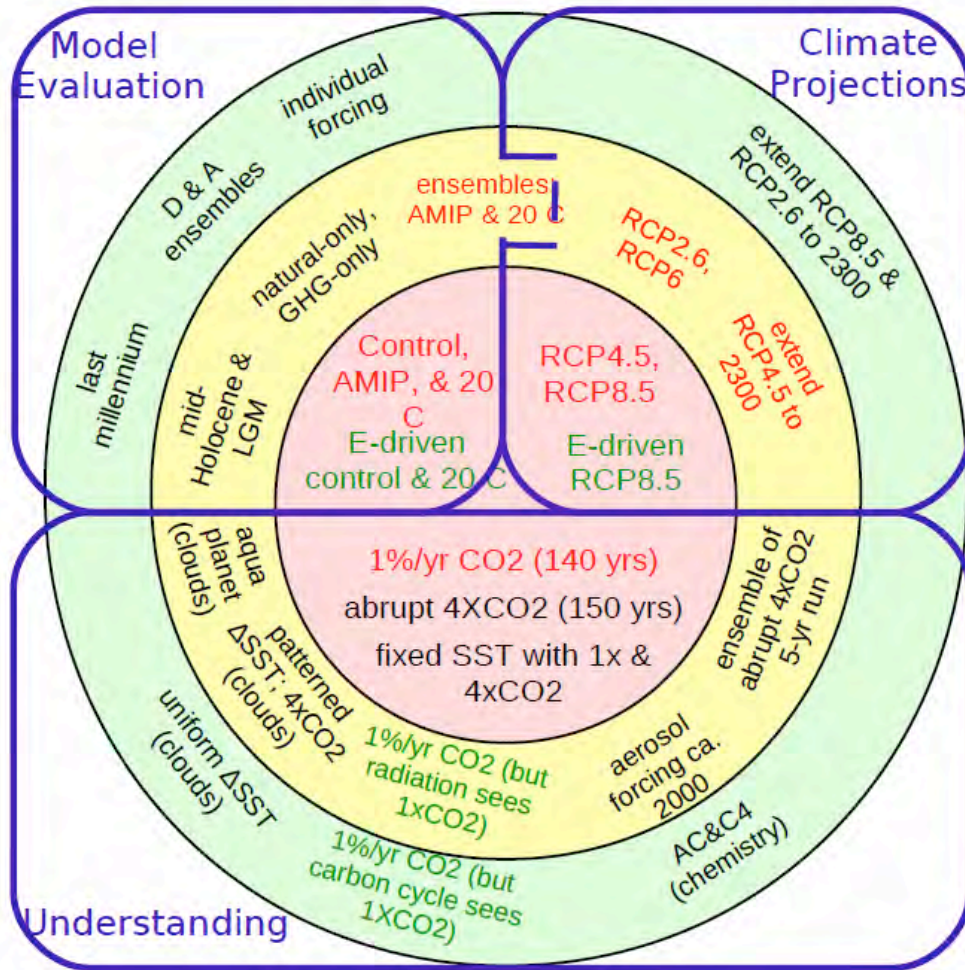 Model
Evaluation
Climate
Projections
individual
forcing
D & A
ensembles
last
millennium
extend RCP8.5 &
RCP2.6 to 2300
ensembles:
AMIP & 20 C
natural-only,
GHG-only
mid-
Holocene &
LGM
RCP2.6,
RCP6
extend
RCP4.5 to
2300
Control,
AMIP, & 20
C
E-driven
control & 20 C
RCP4.5,
RCP8.5
E-driven
RCP8.5
1%/yr CO2 (140 yrs)
abrupt 4XCO2 (150 yrs)
fixed SST with 1x &
4xCO2
aqua
planet
(clouds)
patterned
ΔSST; 4xCO2
(clouds)
1%/yr CO2 (but
radiation sees
1xCO2)
aerosol
forcing ca.
2000
ensemble of
abrupt 4xCO2
5-yr run
uniform ΔSST
(clouds)
1%/yr CO2 (but
carbon cycle sees
1XCO2)
AC&C4
(chemistry)
Understanding